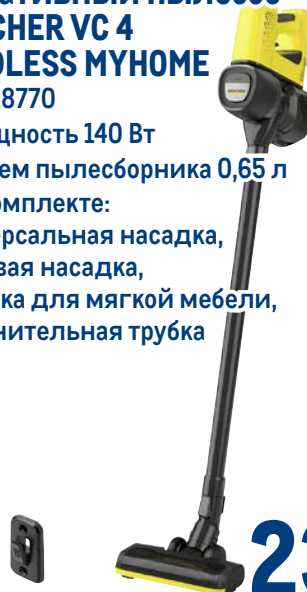 CHER VC 4
DLESS MYHOME
8770
щность 140 Вт
ем пылесборника 0,65 л
омплекте:
рсальная насадка,
вая насадка,
ка для мягкой мебели,
нительная трубка
23